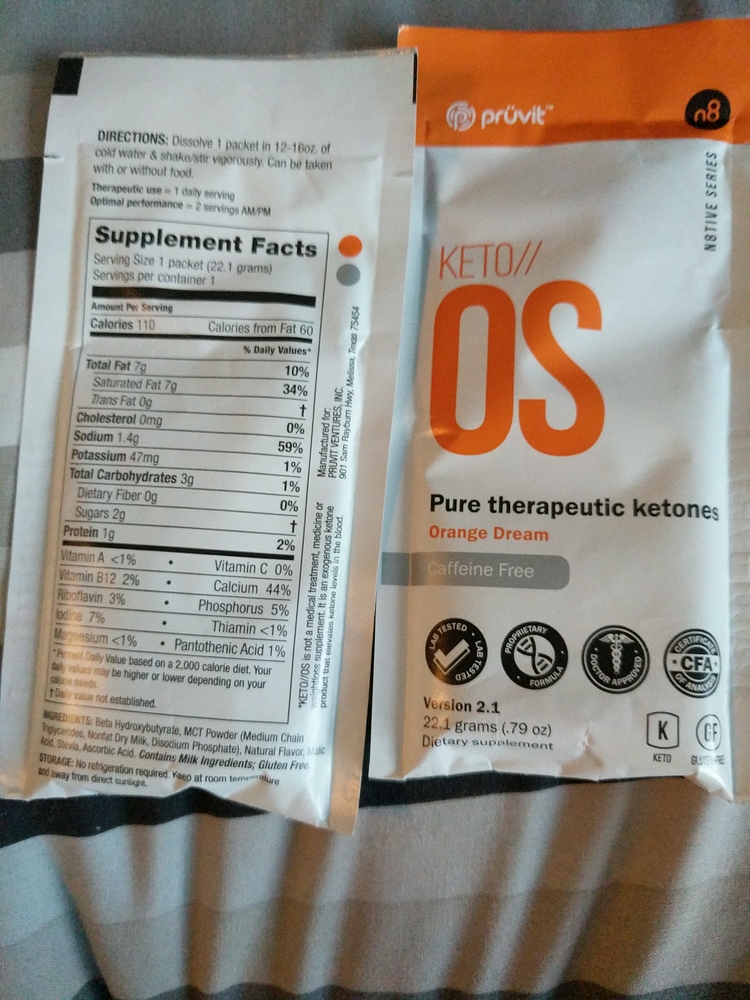 DIRECTIONS: Dissolve 1 packet in 12-16oz. of
cold water & shake/stir vigorously. Can be taken
with or without food.
Therapeutic use = 1 daily serving
Optimal performance = 2 servings AM/PM
Supplement Facts
Serving Size 1 packet (22.1 grams)
Servings per container 1
Amount Per Serving
Calories 110 Calories from Fat 60
% Daily Values*
Total Fat 7g 10%
Saturated Fat 7g 34%
Trans Fat 0g †
Cholesterol 0mg 0%
Sodium 1.4g 59%
Potassium 47mg 1%
Total Carbohydrates 3g 1%
Dietary Fiber 0g 0%
Sugars 2g †
Protein 1g 2%
Vitamin A <1% • Vitamin C 0%
Vitamin B12 2% • Calcium 44%
Riboflavin 3% • Phosphorus 5%
Iodine 7% • Thiamin <1%
Magnesium <1% • Pantothenic Acid 1%
*Percent Daily Value based on a 2,000 calorie diet. Your
daily values may be higher or lower depending on your
calorie needs.
† Daily value not established.
INGREDIENTS: Beta Hydroxybutyrate, MCT Powder (Medium Chain
Triglycerides, Nonfat Dry Milk, Disodium Phosphate), Natural Flavor, Malic
Acid, Stevia, Ascorbic Acid. Contains Milk Ingredients; Gluten Free.
STORAGE: No refrigeration required. Keep at room temperature
and away from direct sunlight.
Manufactured for:
PRUVIT VENTURES, INC.
901 Sam Rayburn Hwy, Melissa, Texas 75454
*KETO//OS is not a medical treatment, medicine or
weightloss supplement. It is an exogenous ketone
product that elevates ketone levels in the blood.
prüvit™
n8
N8TIVE SERIES
KETO//
OS
Pure therapeutic ketones
Orange Dream
Caffeine Free
LAB TESTED • LAB TESTED •
PROPRIETARY • FORMULA •
DOCTOR APPROVED
CERTIFICATE OF ANALYSIS
CFA
Version 2.1
22.1 grams (.79 oz)
Dietary supplement
K
KETO
GF